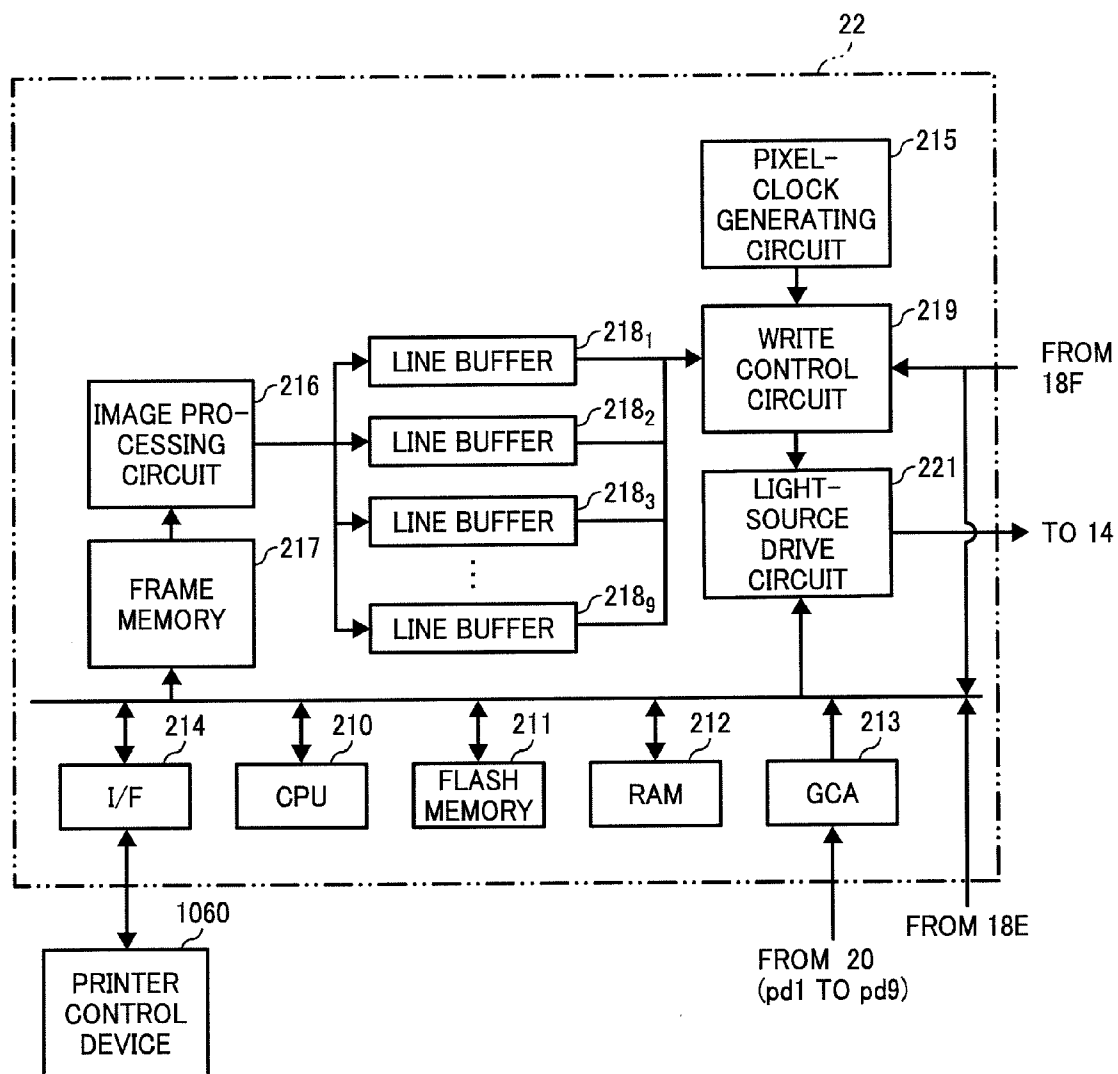 22
215
PIXEL-
CLOCK
GENERATING
CIRCUIT
219
WRITE
CONTROL
CIRCUIT
FROM
18F
218₁
LINE BUFFER
216
IMAGE PRO-
CESSING
CIRCUIT
218₂
LINE BUFFER
218₃
LINE BUFFER
⋮
218₉
LINE BUFFER
221
LIGHT-
SOURCE
DRIVE
CIRCUIT
TO 14
217
FRAME
MEMORY
214
I/F
210
CPU
211
FLASH
MEMORY
212
RAM
213
GCA
FROM 18E
FROM 20
(pd1 TO pd9)
1060
PRINTER
CONTROL
DEVICE